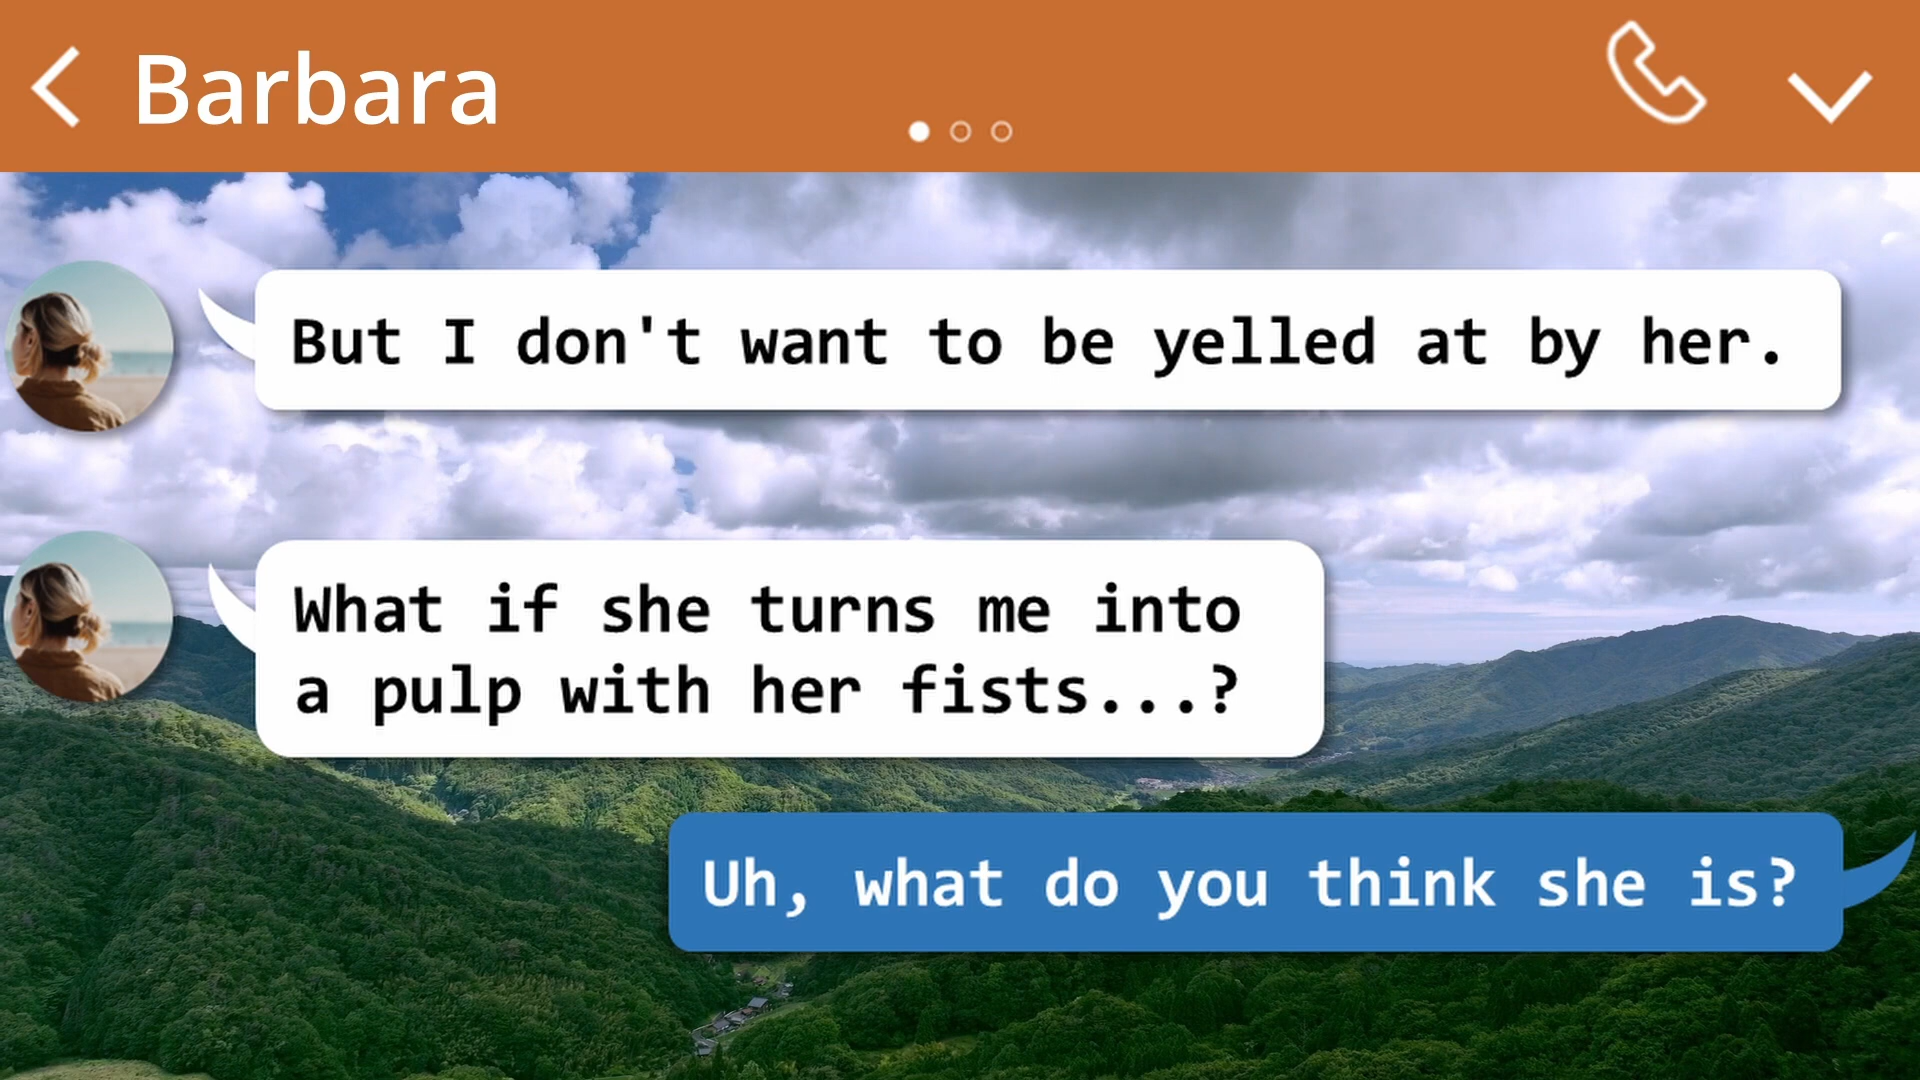 Barbara
But I don't want to be yelled at by her.
What if she turns me into
a pulp with her fists...?
Uh, what do you think she is?